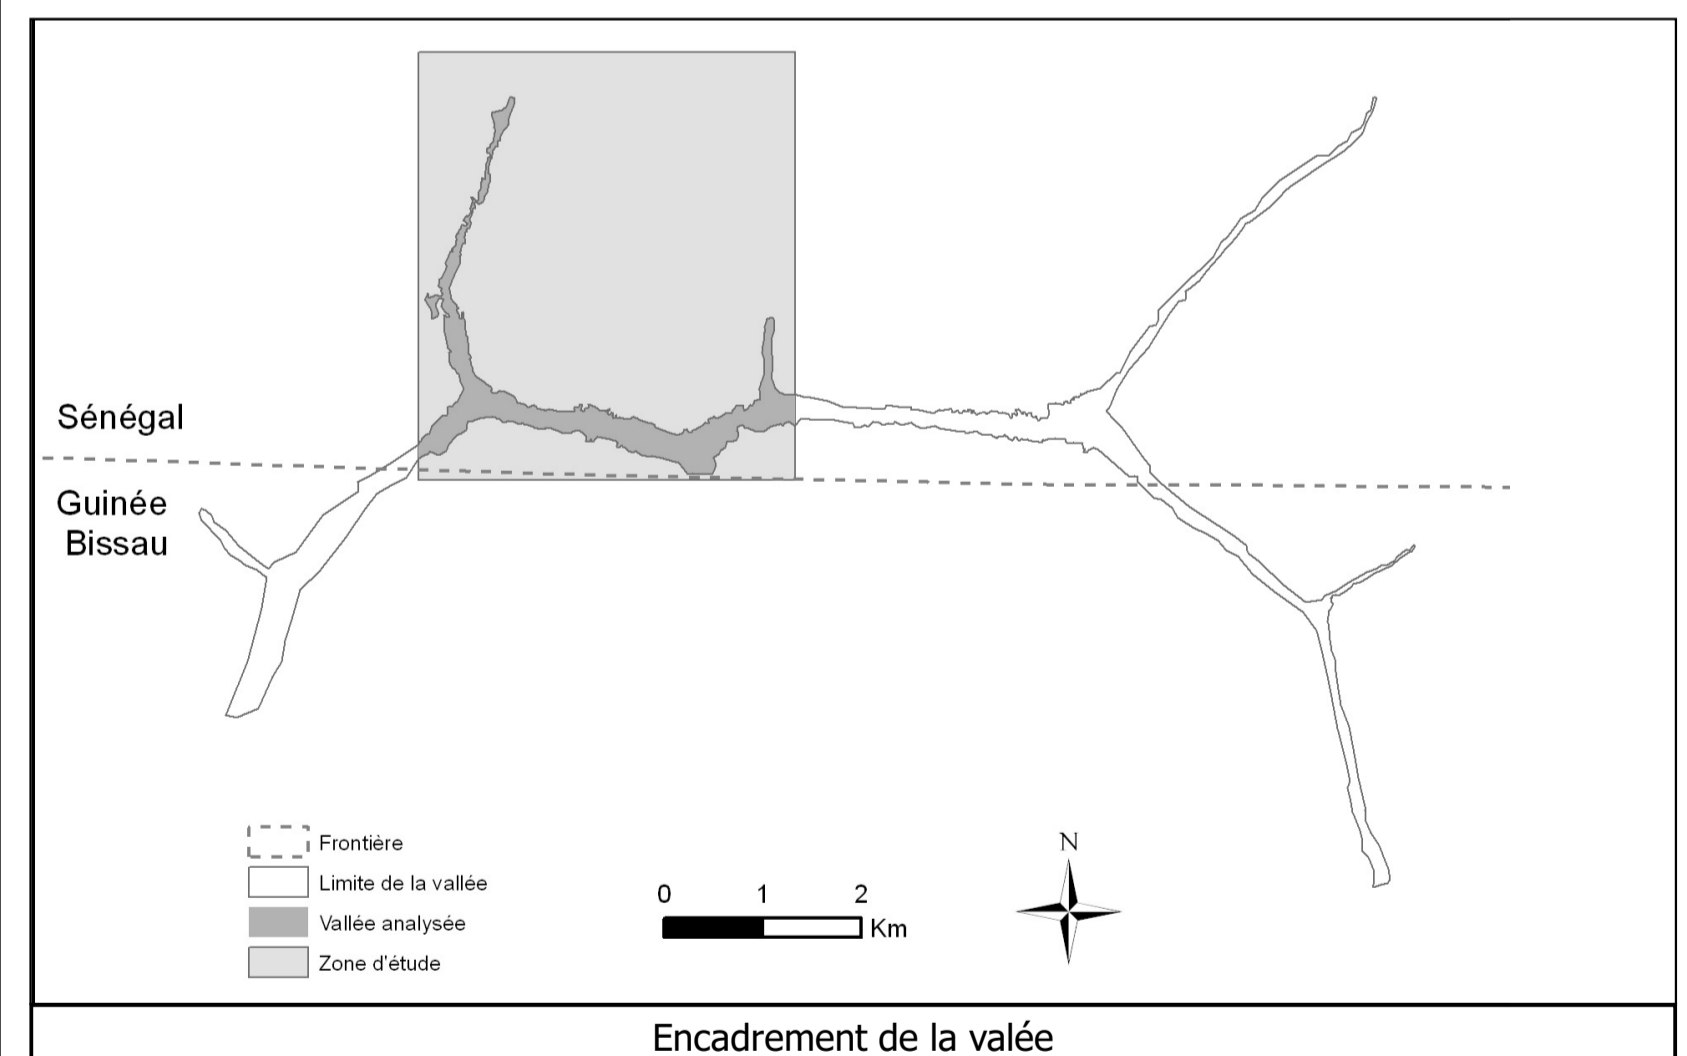 Sénégal
Guinée
Bissau
Frontière
Limite de la vallée
Vallée analysée
Zone d'étude
0 1 2
Km
N
Encadrement de la valée